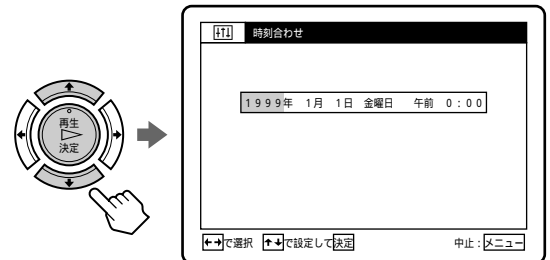 再生
決定
時刻合わせ
1999年 1月 1日 金曜日 午前 0:00
←→で選択 ↑↓で設定して決定 中止:メニュー